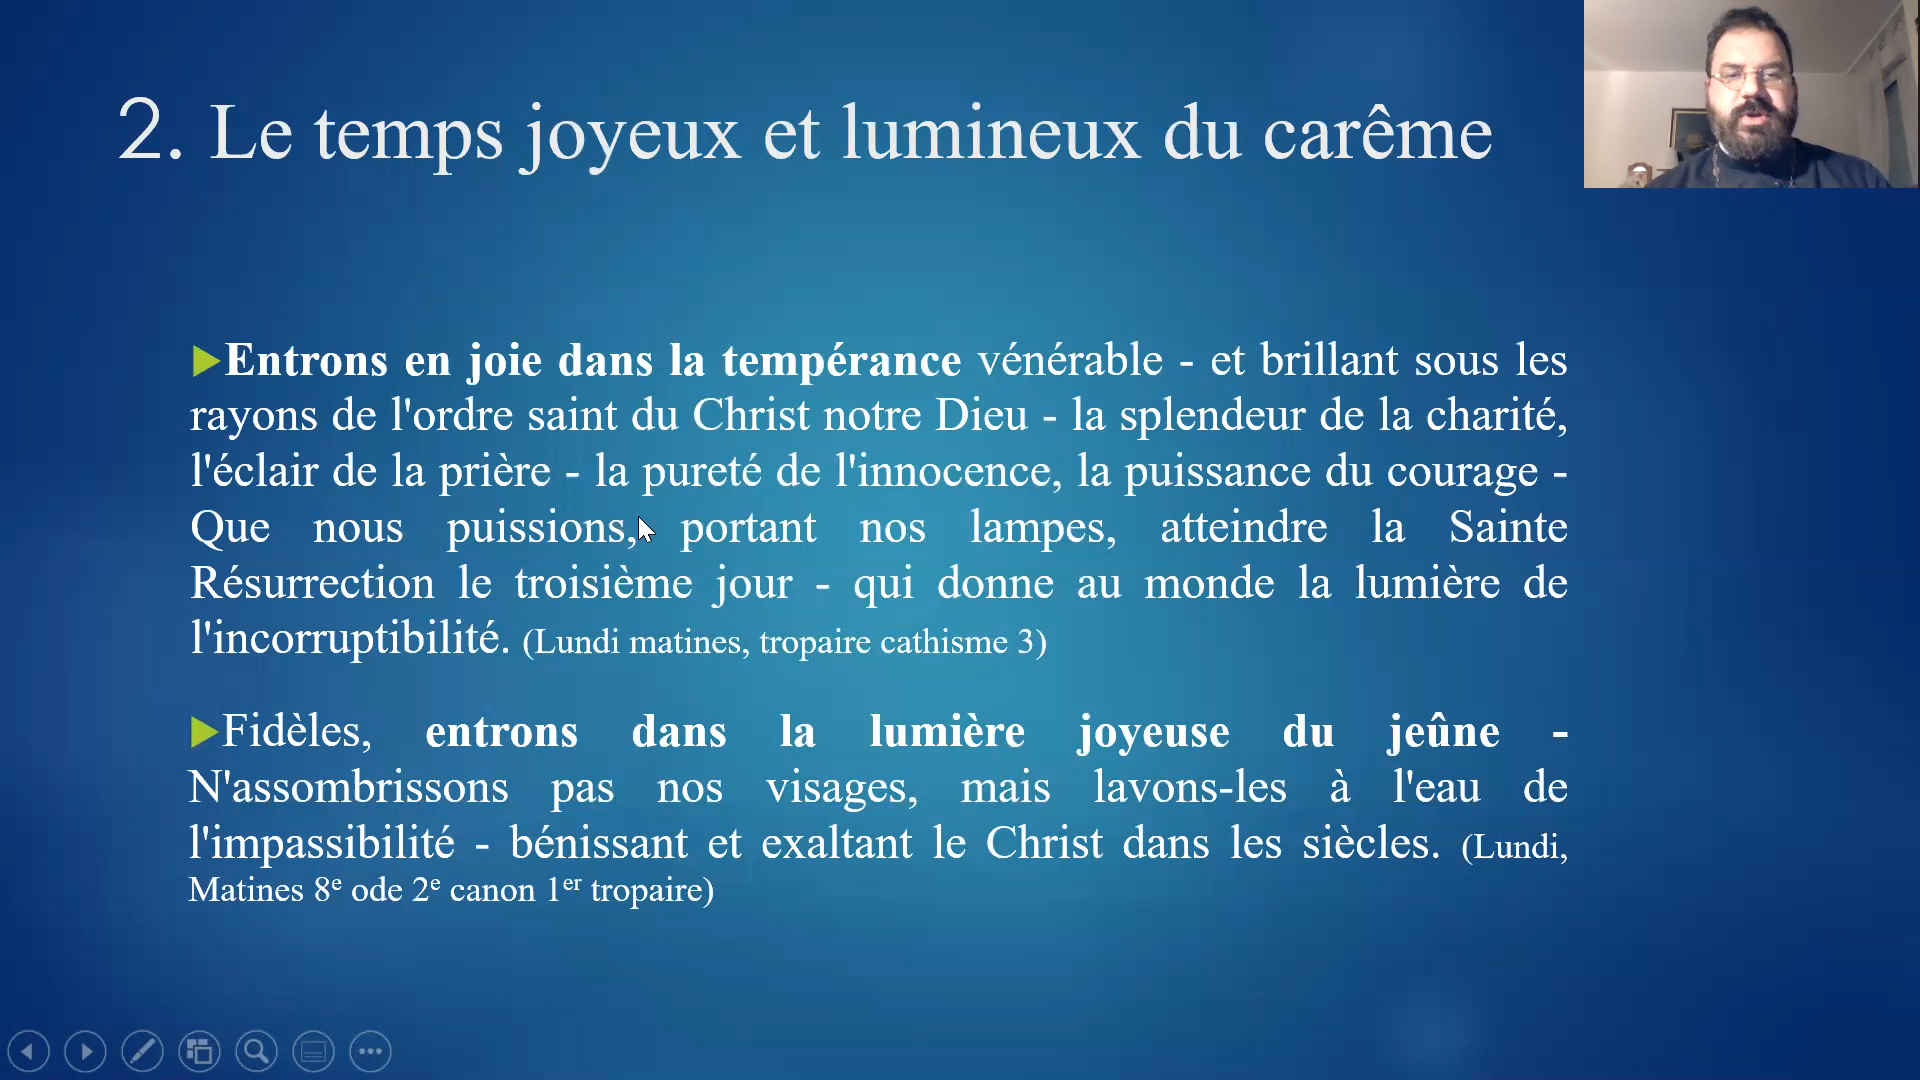 2. Le temps joyeux et lumineux du carême
Entrons en joie dans la tempérance vénérable - et brillant sous les
rayons de l'ordre saint du Christ notre Dieu - la splendeur de la charité,
l'éclair de la prière - la pureté de l'innocence, la puissance du courage -
Que nous puissions, portant nos lampes, atteindre la Sainte
Résurrection le troisième jour - qui donne au monde la lumière de
l'incorruptibilité. (Lundi matines, tropaire cathisme 3)
Fidèles, entrons dans la lumière joyeuse du jeûne -
N'assombrissons pas nos visages, mais lavons-les à l'eau de
l'impassibilité - bénissant et exaltant le Christ dans les siècles. (Lundi,
Matines 8e ode 2e canon 1er tropaire)